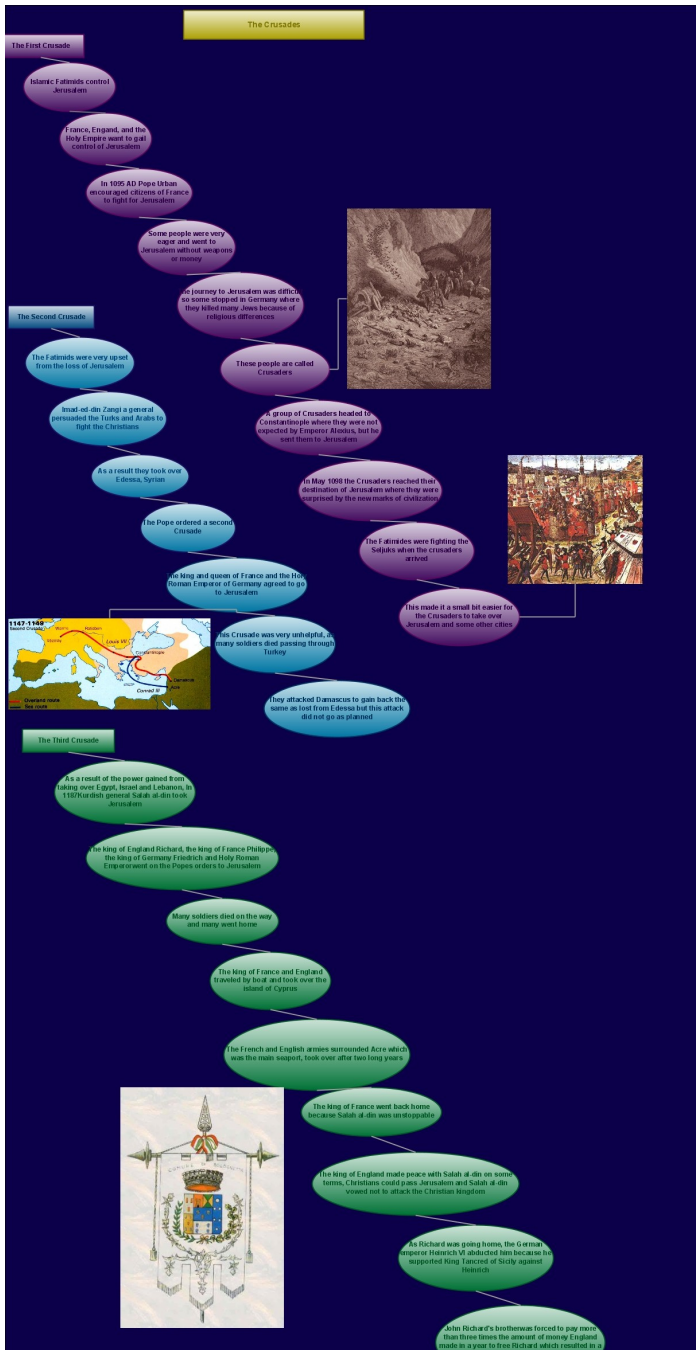 The Crusades
The First Crusade
Islamic Fatimids control
Jerusalem
France, Engand, and the
Holy Empire want to gail
control of Jerusalem
In 1095 AD Pope Urban
encouraged citizens of France
to fight for Jerusalem
Some people were very
eager and went to
Jerusalem without weapons
or money
he journey to Jerusalem was difficu
so some stopped in Germany where
they killed many Jews because of
religious differences
These people are called
Crusaders
A group of Crusaders headed to
Constantinople where they were not
expected by Emperor Alexius, but he
sent them to Jerusalem
In May 1098 the Crusaders reached their
destination of Jerusalem where they were
surprised by the new marks of civilization
The Fatimides were fighting the
Seljuks when the crusaders
arrived
This made it a small bit easier for
the Crusaders to take over
Jerusalem and some other cities
The Second Crusade
The Fatimids were very upset
from the loss of Jerusalem
Imad-ed-din Zangi a general
persuaded the Turks and Arabs to
fight the Christians
As a result they took over
Edessa, Syrian
The Pope ordered a second
Crusade
The king and queen of France and the Holy
Roman Emperor of Germany agreed to go
to Jerusalem
This Crusade was very unhelpful, as
many soldiers died passing through
Turkey
They attacked Damascus to gain back the
same as lost from Edessa but this attack
did not go as planned
1147-1149
Second Crusade
Louis VII
Constantinople
Conrad III
Damascus
Acre
Overland route
Sea route
The Third Crusade
As a result of the power gained from
taking over Egypt, Israel and Lebanon, in
1187Kurdish general Salah al-din took
Jerusalem
The king of England Richard, the king of France Philippe,
the king of Germany Friedrich and Holy Roman
Emperorwent on the Popes orders to Jerusalem
Many soldiers died on the way
and many went home
The king of France and England
traveled by boat and took over the
island of Cyprus
The French and English armies surrounded Acre which
was the main seaport, took over after two long years
The king of France went back home
because Salah al-din was unstoppable
The king of England made peace with Salah al-din on some
terms, Christians could pass Jerusalem and Salah al-din
vowed not to attack the Christian kingdom
As Richard was going home, the German
emperor Heinrich VI abducted him because he
supported King Tancred of Sicily against
Heinrich
John Richard's brotherwas forced to pay more
than three times the amount of money England
made in a year to free Richard which resulted in a